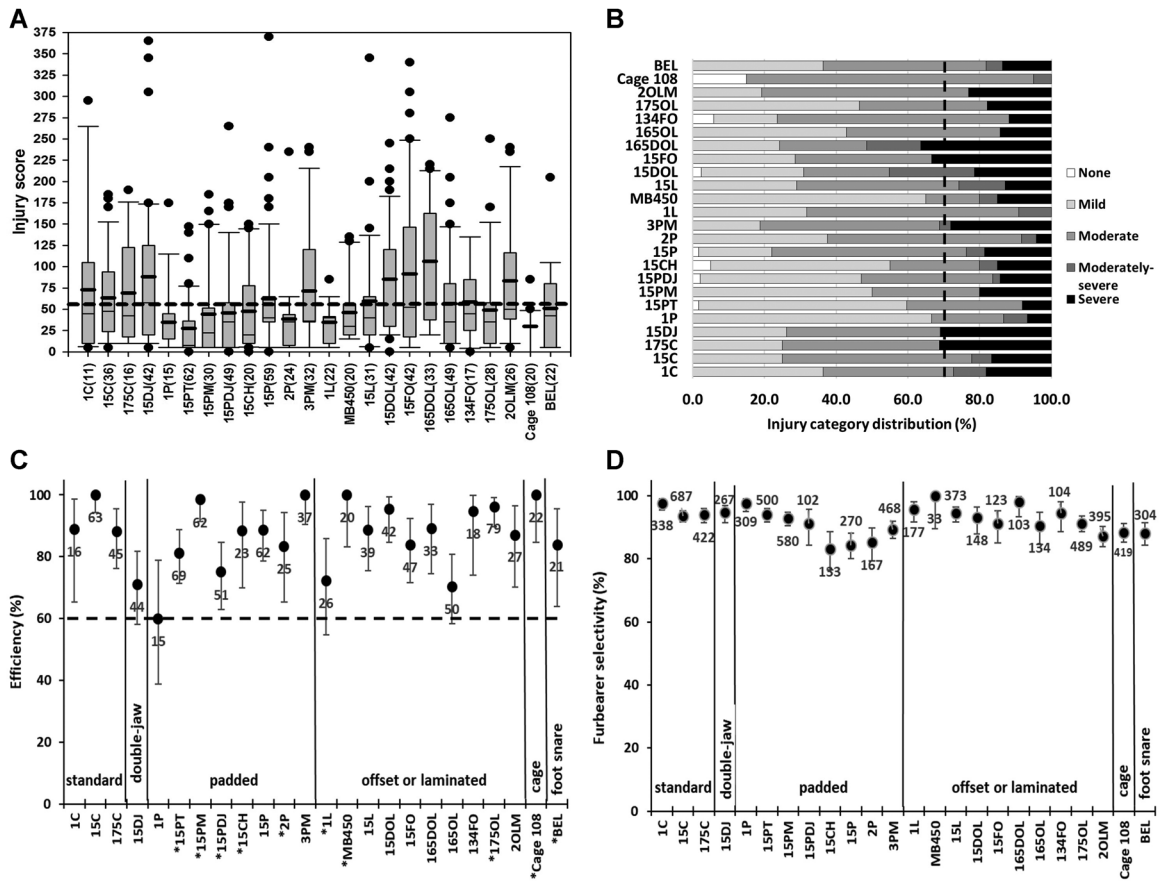 A
Injury score
375
350
325
300
275
250
225
200
175
150
125
100
75
50
25
0
1C(11)
15C(36)
175C(16)
15DJ(42)
1P(15)
15PT(62)
15PM(30)
15PDJ(49)
15CH(20)
15P(59)
2P(24)
3PM(32)
1L(22)
MB450(20)
15L(31)
15DOL(42)
15FO(42)
165DOL(33)
165OL(49)
134FO(17)
175OL(28)
2OLM(26)
Cage 108(20)
BEL(22)
B
BEL
Cage 108
2OLM
175OL
134FO
165OL
165DOL
15FO
15DOL
15L
MB450
1L
3PM
2P
15P
15CH
15PDJ
15PM
15PT
1P
15DJ
175C
15C
1C
0.0 20.0 40.0 60.0 80.0 100.0
Injury category distribution (%)
None
Mild
Moderate
Moderately-
severe
Severe
C
Efficiency (%)
100
80
60
40
20
0
16
63
45
44
15
69
62
51
23
62
25
37
26
20
39
42
47
33
50
18
79
27
22
21
standard
double-jaw
padded
offset or laminated
cage
foot snare
1C
15C
175C
15DJ
1P
*15PT
*15PM
*15PDJ
*15CH
15P
*2P
3PM
*1L
*MB450
15L
15DOL
15FO
165DOL
165OL
134FO
*175OL
2OLM
*Cage 108
*BEL
D
Furbearer selectivity (%)
100
80
60
40
20
0
338
687
422
267
309
500
580
102
133
270
167
468
177
33
373
148
123
103
134
104
489
395
419
304
standard
double-jaw
padded
offset or laminated
cage
foot snare
1C
15C
175C
15DJ
1P
15PT
15PM
15PDJ
15CH
15P
2P
3PM
1L
MB450
15L
15DOL
15FO
165DOL
165OL
134FO
175OL
2OLM
Cage 108
BEL